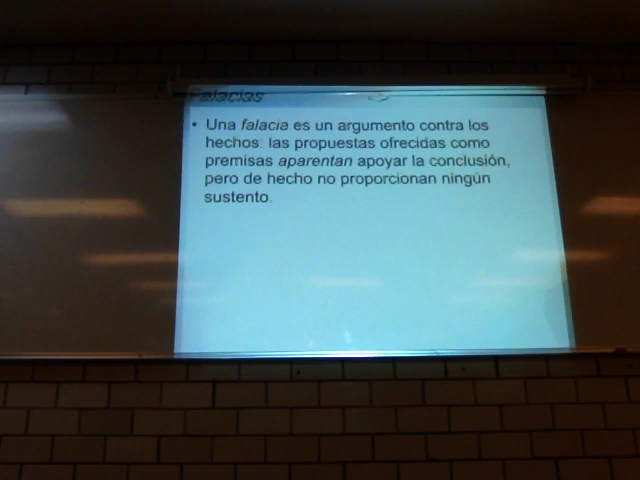 Falacias
• Una falacia es un argumento contra los
hechos: las propuestas ofrecidas como
premisas aparentan apoyar la conclusión,
pero de hecho no proporcionan ningún
sustento.